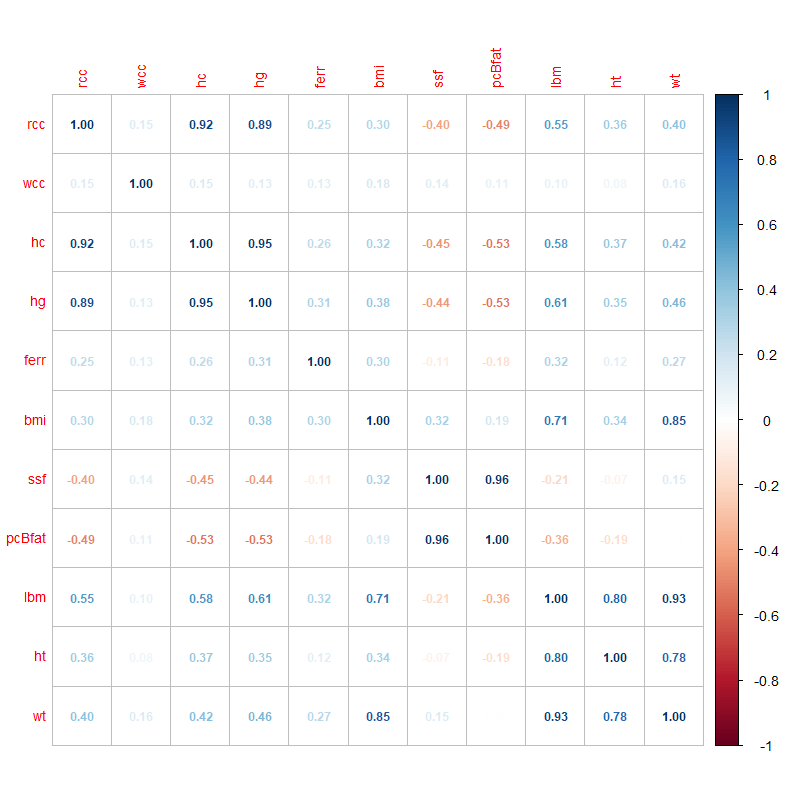 rcc wcc hc hg ferr bmi ssf pcBfat lbm ht wt
rcc 1.00 0.15 0.92 0.89 0.25 0.30 -0.40 -0.49 0.55 0.36 0.40
wcc 0.15 1.00 0.15 0.13 0.13 0.18 0.14 0.11 0.10 0.08 0.16
hc 0.92 0.15 1.00 0.95 0.26 0.32 -0.45 -0.53 0.58 0.37 0.42
hg 0.89 0.13 0.95 1.00 0.31 0.38 -0.44 -0.53 0.61 0.35 0.46
ferr 0.25 0.13 0.26 0.31 1.00 0.30 -0.11 -0.18 0.32 0.12 0.27
bmi 0.30 0.18 0.32 0.38 0.30 1.00 0.32 0.19 0.71 0.34 0.85
ssf -0.40 0.14 -0.45 -0.44 -0.11 0.32 1.00 0.96 -0.21 -0.07 0.15
pcBfat -0.49 0.11 -0.53 -0.53 -0.18 0.19 0.96 1.00 -0.36 -0.19
lbm 0.55 0.10 0.58 0.61 0.32 0.71 -0.21 -0.36 1.00 0.80 0.93
ht 0.36 0.08 0.37 0.35 0.12 0.34 -0.07 -0.19 0.80 1.00 0.78
wt 0.40 0.16 0.42 0.46 0.27 0.85 0.15 0.93 0.78 1.00
1
0.8
0.6
0.4
0.2
0
-0.2
-0.4
-0.6
-0.8
-1